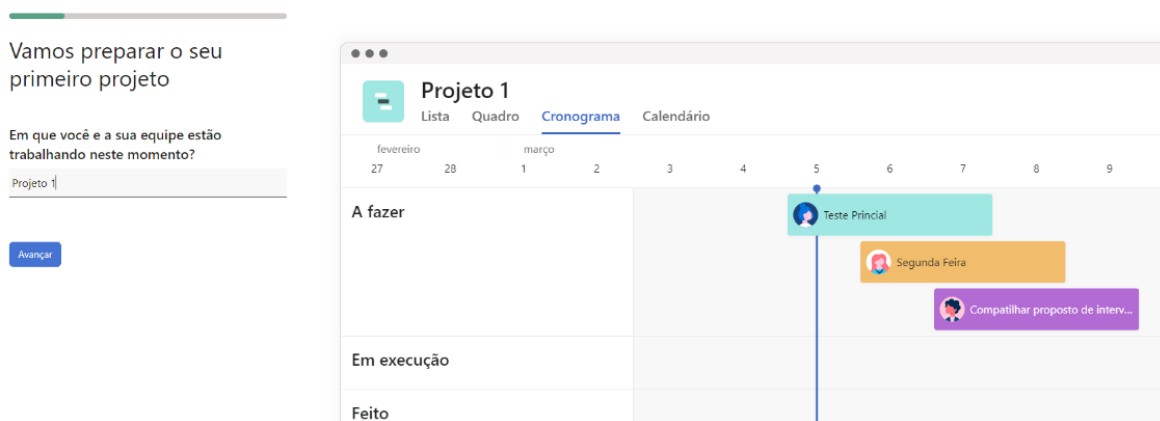 Vamos preparar o seu
primeiro projeto
Em que você e a sua equipe estão
trabalhando neste momento?
Projeto 1
Avançar
Projeto 1
Lista Quadro Cronograma Calendário
fevereiro março
27 28 1 2 3 4 5 6 7 8 9
A fazer
Teste Princial
Segunda Feira
Compatilhar proposto de interv...
Em execução
Feito